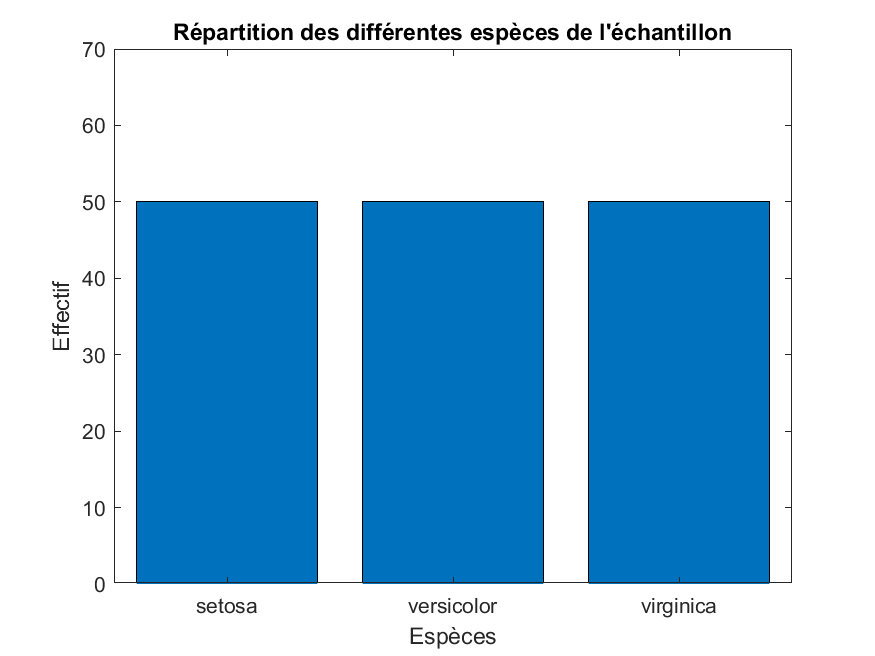 Répartition des différentes espèces de l'échantillon
70
60
50
40
30
20
10
0
Effectif
setosa versicolor virginica
Espèces